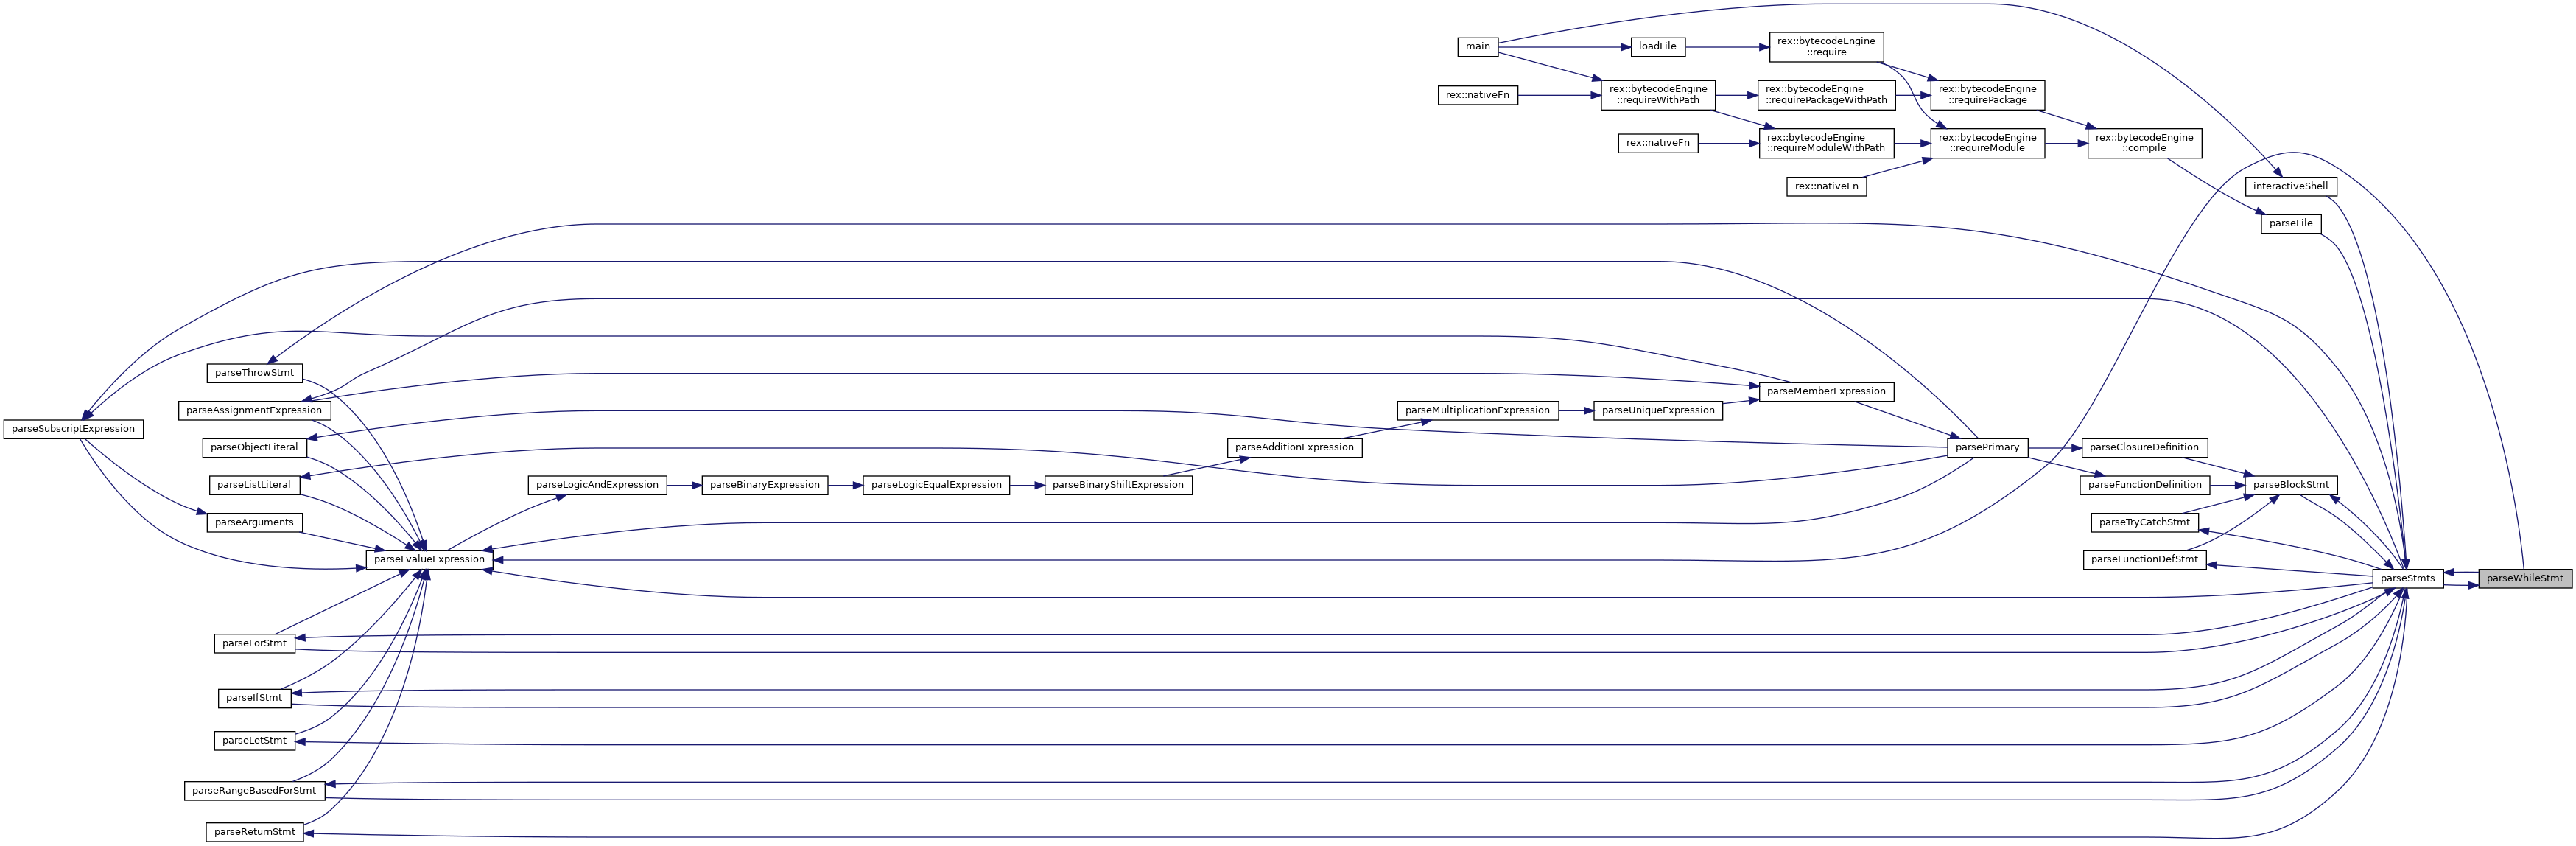 main
loadFile
rex::bytecodeEngine
::require
rex::nativeFn
rex::bytecodeEngine
::requireWithPath
rex::bytecodeEngine
::requirePackageWithPath
rex::bytecodeEngine
::requirePackage
rex::nativeFn
rex::bytecodeEngine
::requireModuleWithPath
rex::bytecodeEngine
::requireModule
rex::bytecodeEngine
::compile
rex::nativeFn
interactiveShell
parseFile
parseThrowStmt
parseMemberExpression
parseAssignmentExpression
parseMultiplicationExpression
parseUniqueExpression
parseSubscriptExpression
parseObjectLiteral
parseAdditionExpression
parsePrimary
parseClosureDefinition
parseListLiteral
parseLogicAndExpression
parseBinaryExpression
parseLogicEqualExpression
parseBinaryShiftExpression
parseFunctionDefinition
parseBlockStmt
parseArguments
parseTryCatchStmt
parseLvalueExpression
parseFunctionDefStmt
parseStmts
parseWhileStmt
parseForStmt
parseIfStmt
parseLetStmt
parseRangeBasedForStmt
parseReturnStmt